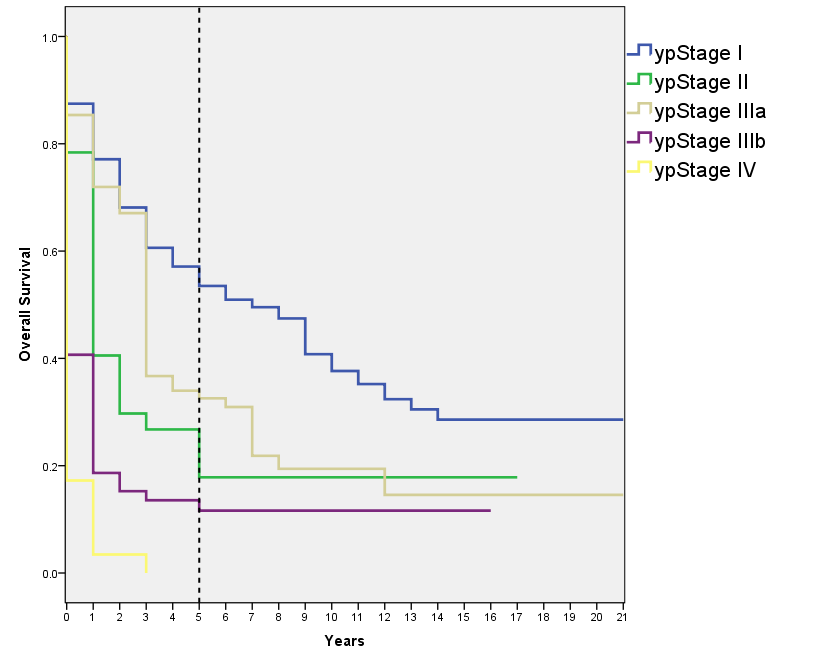 1.0
0.8
0.6
0.4
0.2
0.0
Overall Survival
0 1 2 3 4 5 6 7 8 9 10 11 12 13 14 15 16 17 18 19 20 21
Years
ypStage I
ypStage II
ypStage IIIa
ypStage IIIb
ypStage IV